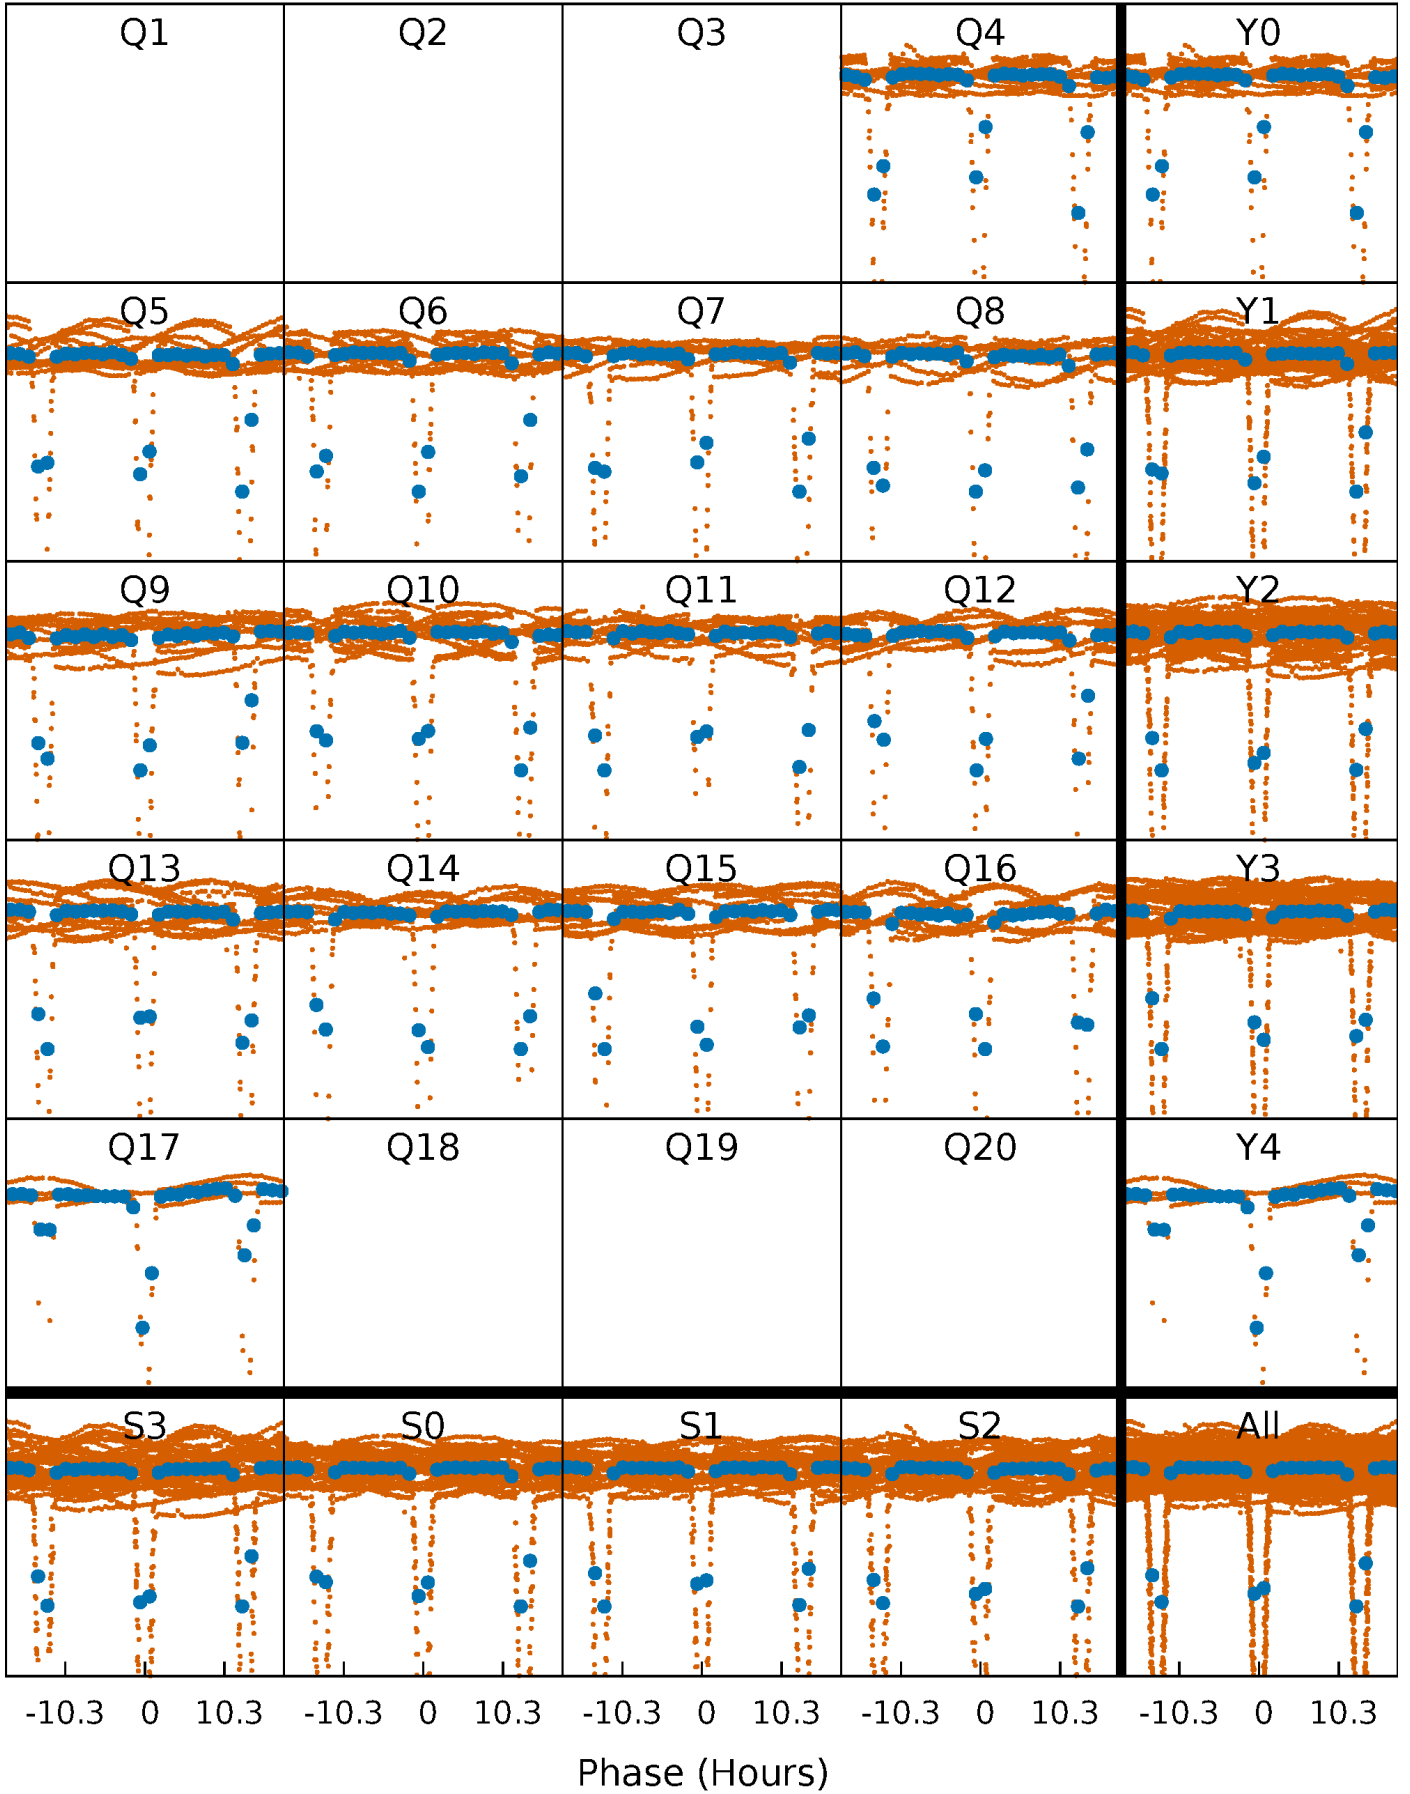 Q1 Q2 Q3 Q4 Y0
Q5 Q6 Q7 Q8 Y1
Q9 Q10 Q11 Q12 Y2
Q13 Q14 Q15 Q16 Y3
Q17 Q18 Q19 Q20 Y4
S3 S0 S1 S2 All
-10.3 0 10.3 -10.3 0 10.3 -10.3 0 10.3 -10.3 0 10.3 -10.3 0 10.3
Phase (Hours)